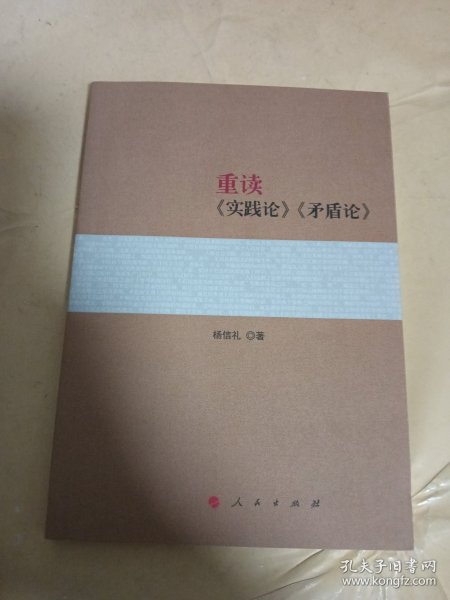 重读
《实践论》《矛盾论》
杨信礼 ◎著
人民出版社
孔夫子旧书网
www.kongfz.com